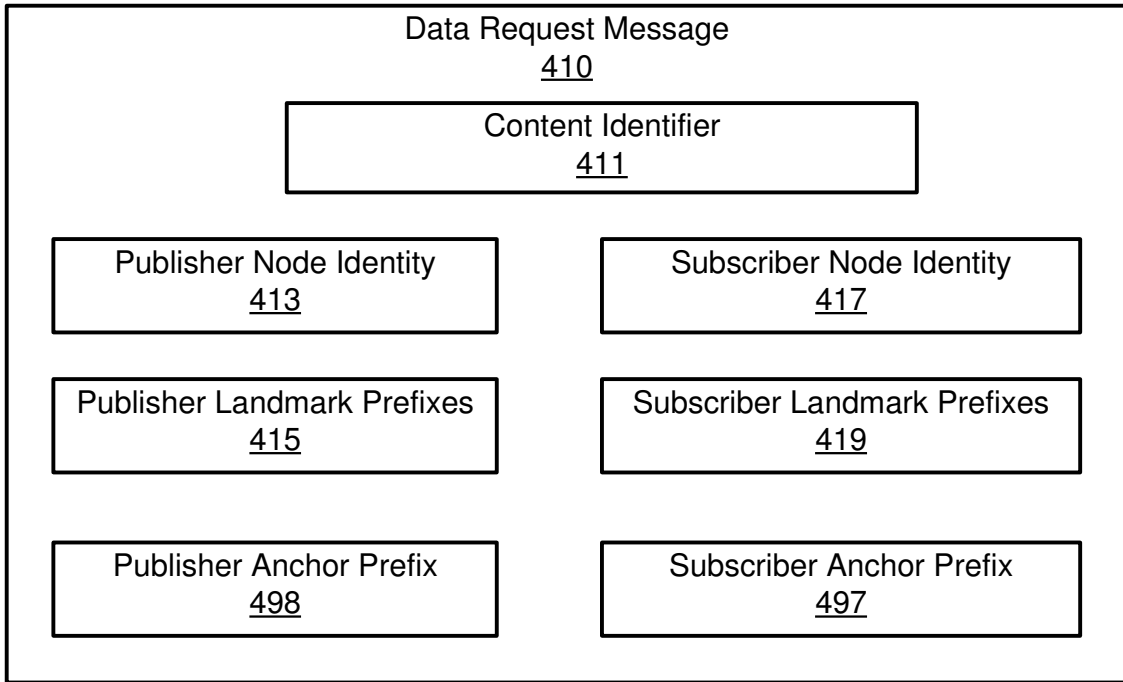 Data Request Message
410
Content Identifier
411
Publisher Node Identity
413
Subscriber Node Identity
417
Publisher Landmark Prefixes
415
Subscriber Landmark Prefixes
419
Publisher Anchor Prefix
498
Subscriber Anchor Prefix
497